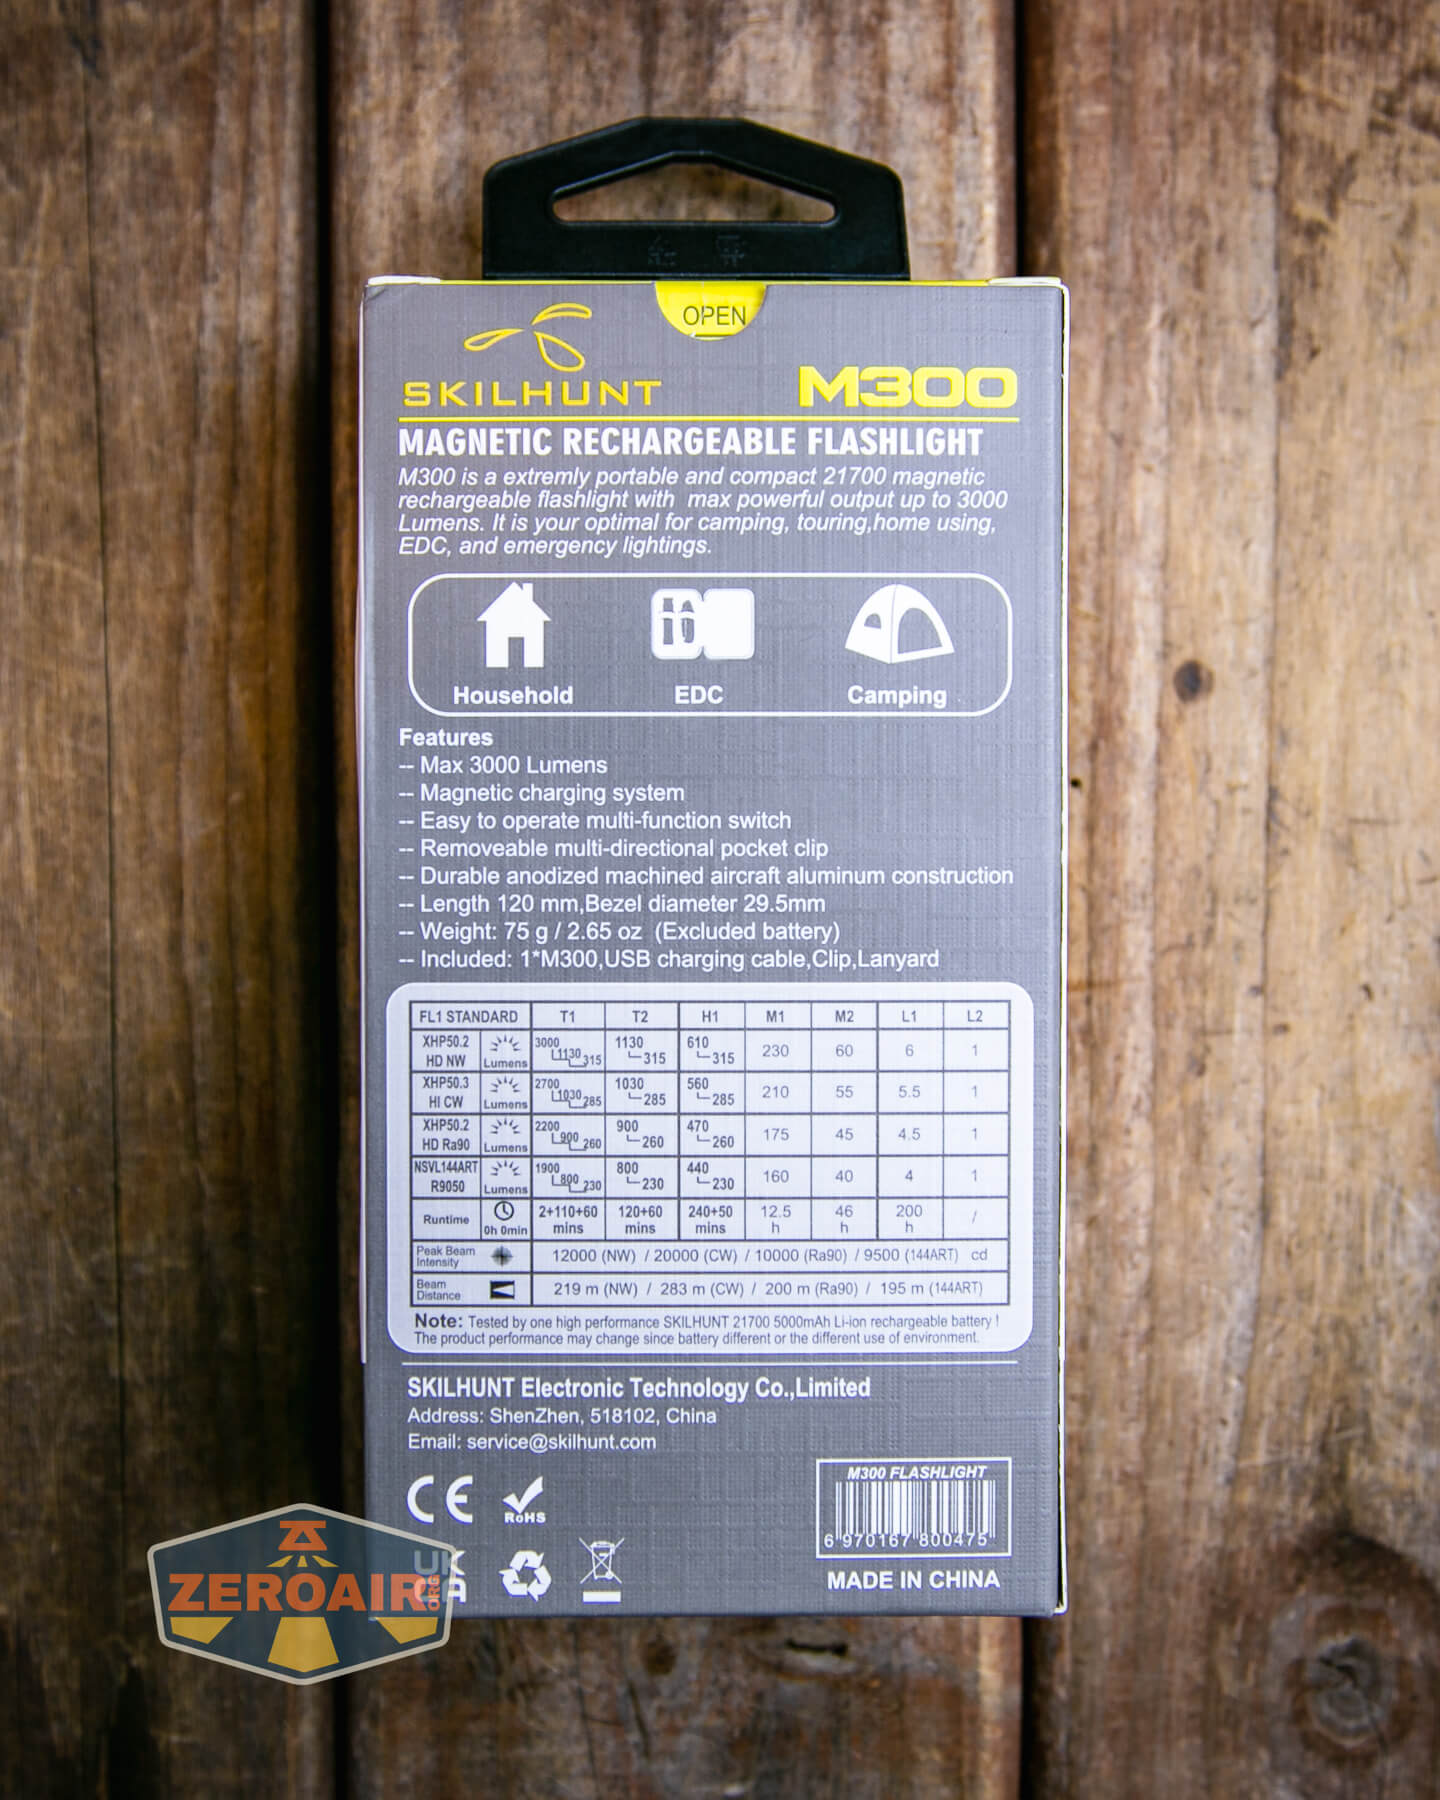 OPEN
SKILHUNT M300
MAGNETIC RECHARGEABLE FLASHLIGHT
M300 is a extremly portable and compact 21700 magnetic
rechargeable flashlight with max powerful output up to 3000
Lumens. It is your optimal for camping, touring,home using,
EDC, and emergency lightings.
Household EDC Camping
Features
-- Max 3000 Lumens
-- Magnetic charging system
-- Easy to operate multi-function switch
-- Removeable multi-directional pocket clip
-- Durable anodized machined aircraft aluminum construction
-- Length 120 mm,Bezel diameter 29.5mm
-- Weight: 75 g / 2.65 oz (Excluded battery)
-- Included: 1*M300,USB charging cable,Clip,Lanyard
FL1 STANDARD T1 T2 H1 M1 M2 L1 L2
XHP50.2 HD NW Lumens 3000 1130 315 1130 315 610 315 230 60 6 1
XHP50.3 HI CW Lumens 2700 1030 285 1030 285 560 285 210 55 5.5 1
XHP50.2 HD Ra90 Lumens 2200 900 260 900 260 470 260 175 45 4.5 1
NSVL144ART R9050 Lumens 1900 800 230 800 230 440 230 160 40 4 1
Runtime 0h 0min 2+110+60 mins 120+60 mins 240+50 mins 12.5 h 46 h 200 h /
Peak Beam Intensity 12000 (NW) / 20000 (CW) / 10000 (Ra90) / 9500 (144ART) cd
Beam Distance 219 m (NW) / 283 m (CW) / 200 m (Ra90) / 195 m (144ART)
Note: Tested by one high performance SKILHUNT 21700 5000mAh Li-ion rechargeable battery !
The product performance may change since battery different or the different use of environment.
SKILHUNT Electronic Technology Co.,Limited
Address: ShenZhen, 518102, China
Email: service@skilhunt.com
CE RoHS
M300 FLASHLIGHT
6 970167 800475
UK
CA
MADE IN CHINA
ZEROAIR.ORG